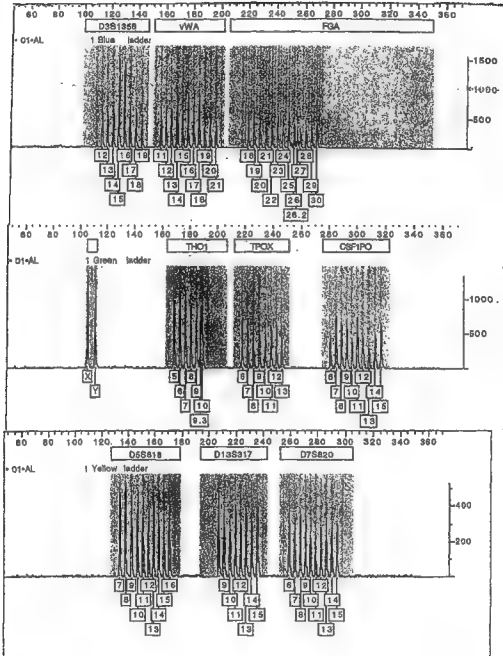 60 80 100 120 140 160 180 200 220 240 260 280 300 320 340 360
D3S1358 vWA FGA
01•AL 1 Blue ladder
1500
1000
500
12 16 19 11 15 19 18 21 24 28
13 17 12 16 20 19 23 27
14 18 13 17 21 20 25 29
15 14 18 22 26 30
26.2
60 80 100 120 140 160 180 200 220 240 260 280 300 320 340 360
THO1 TPOX CSF1PO
01•AL 1 Green ladder
1000
500
X 5 8 6 9 12 6 9 12
Y 6 9 7 10 13 7 10 14
7 10 8 11 8 11 15
9.3 13
60 80 100 120 140 160 180 200 220 240 260 280 300 320 340 360
D5S818 D13S317 D7S820
01•AL 1 Yellow ladder
400
200
7 9 12 16 9 12 6 9 12
8 11 15 10 14 7 10 14
10 14 11 15 8 11 15
13 13 13